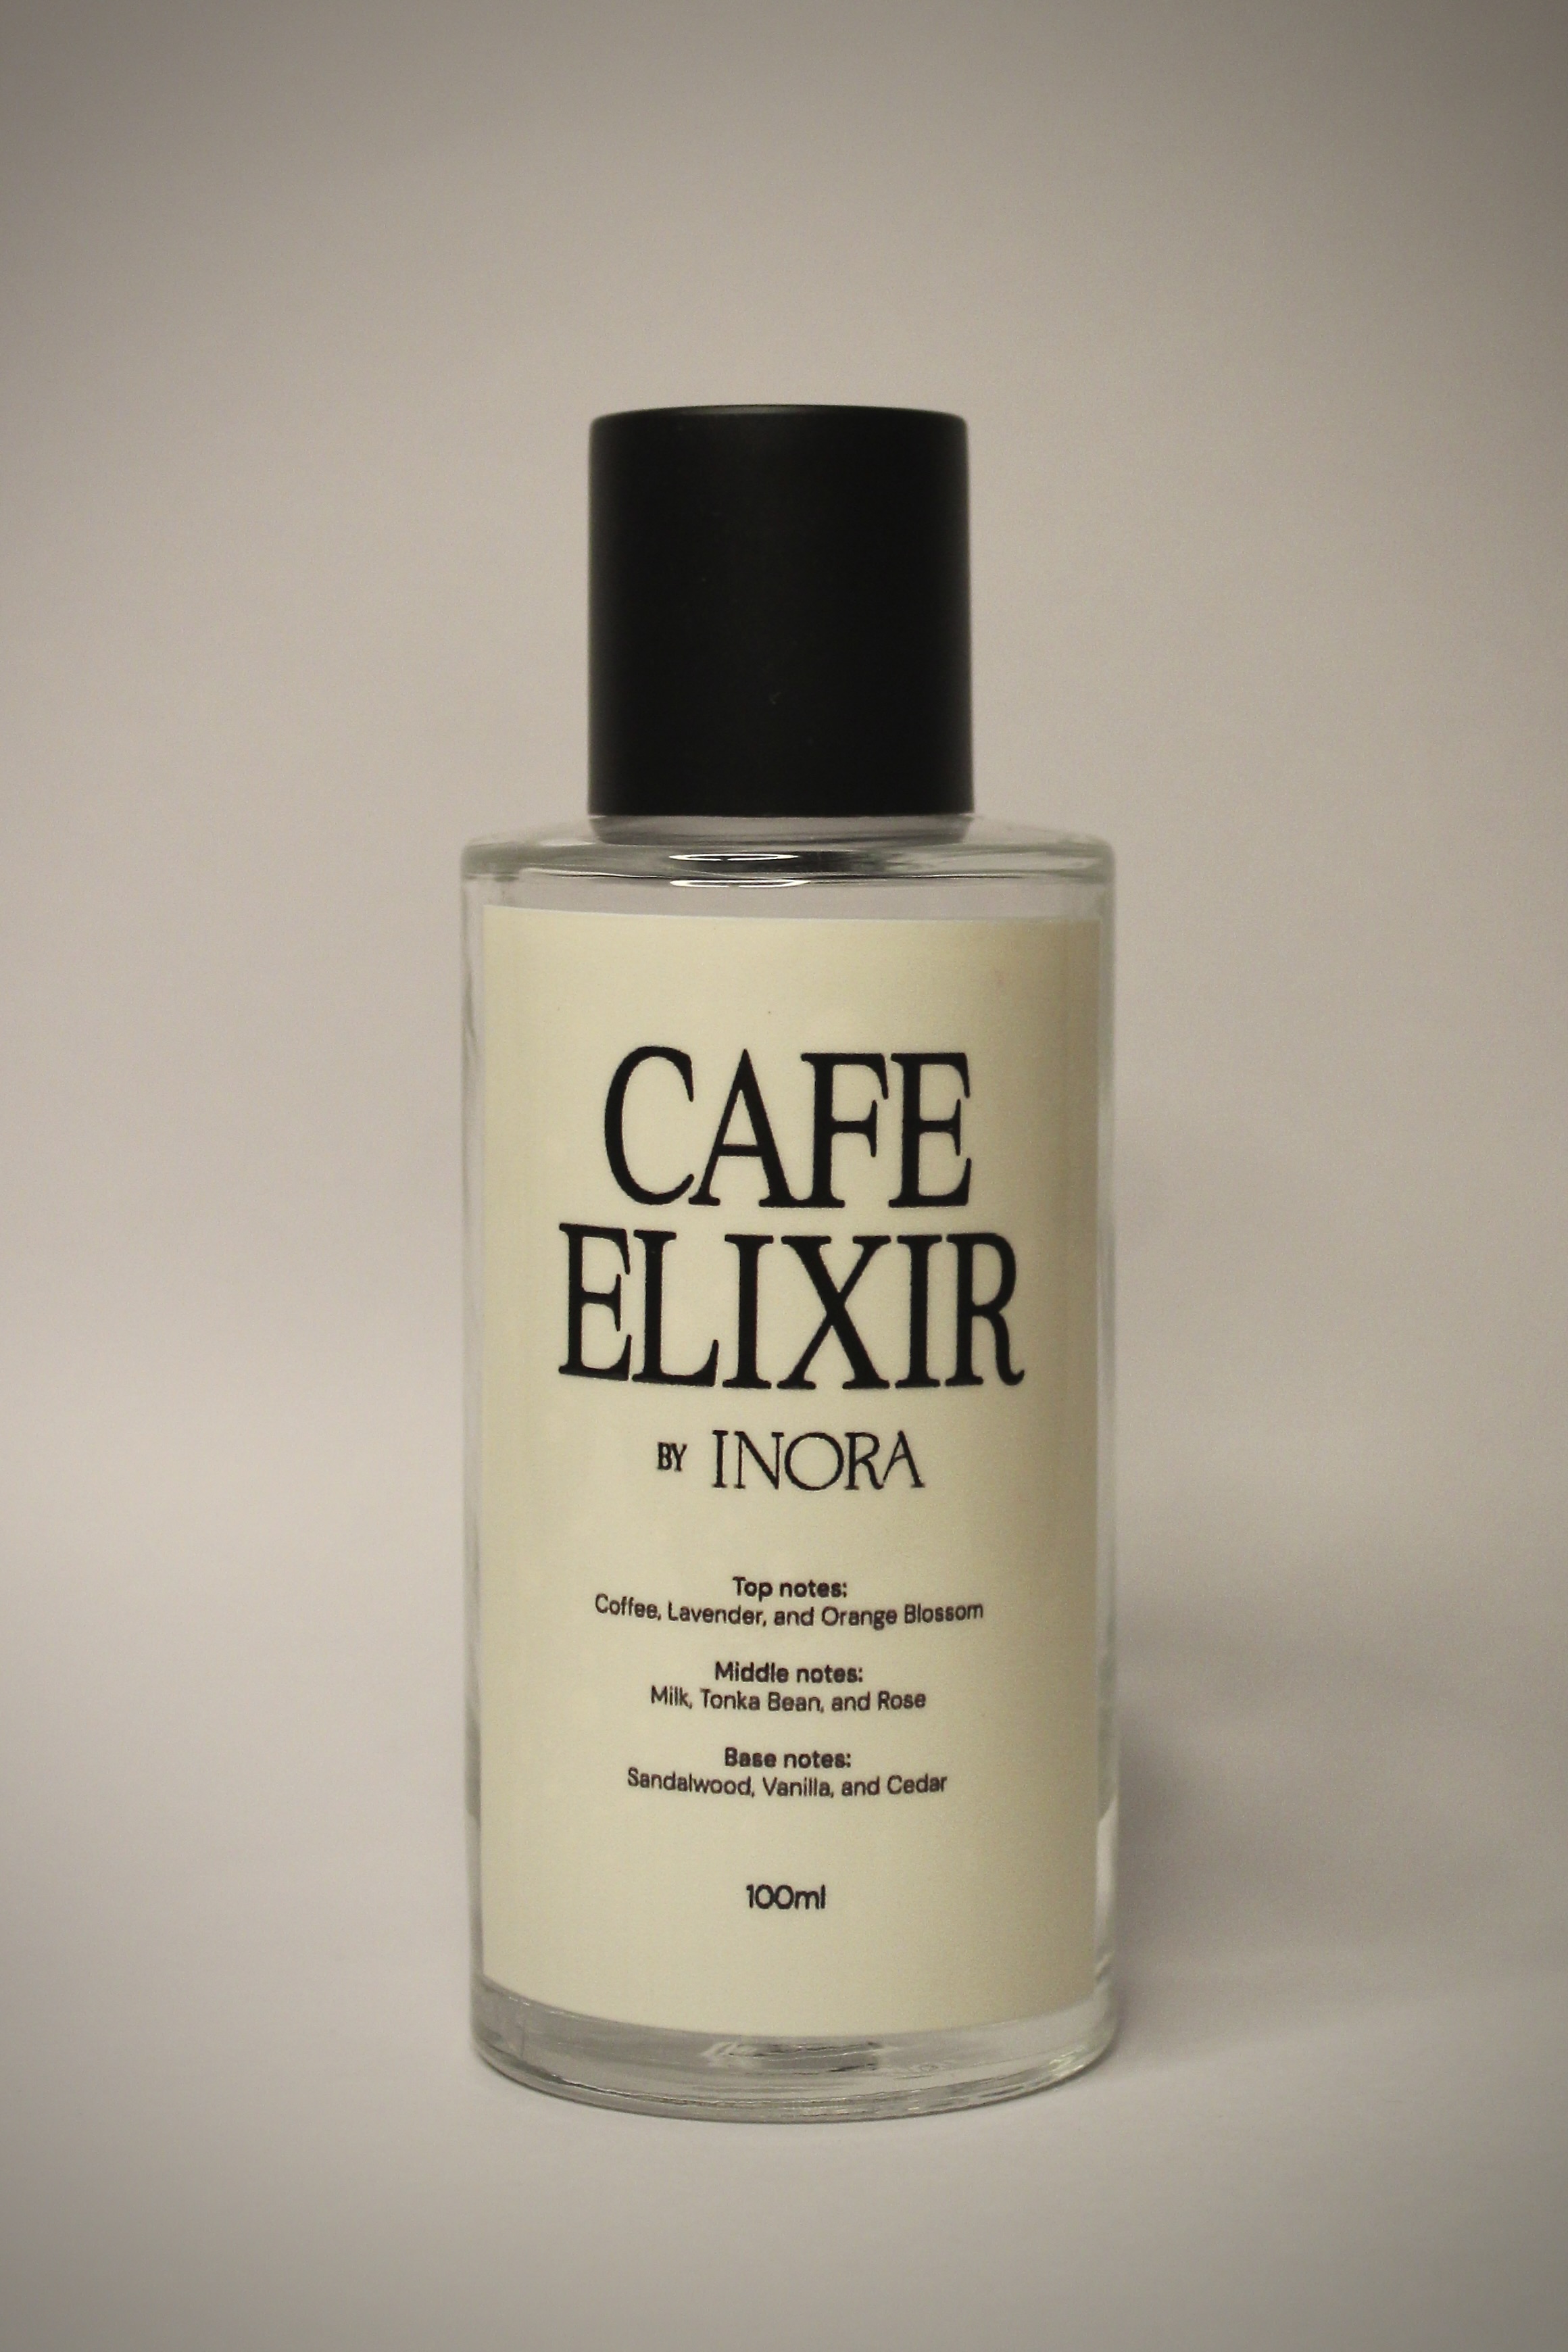 CAFE
ELIXIR
BY INORA
Top notes:
Coffee, Lavender, and Orange Blossom
Middle notes:
Milk, Tonka Bean, and Rose
Base notes:
Sandalwood, Vanilla, and Cedar
100ml